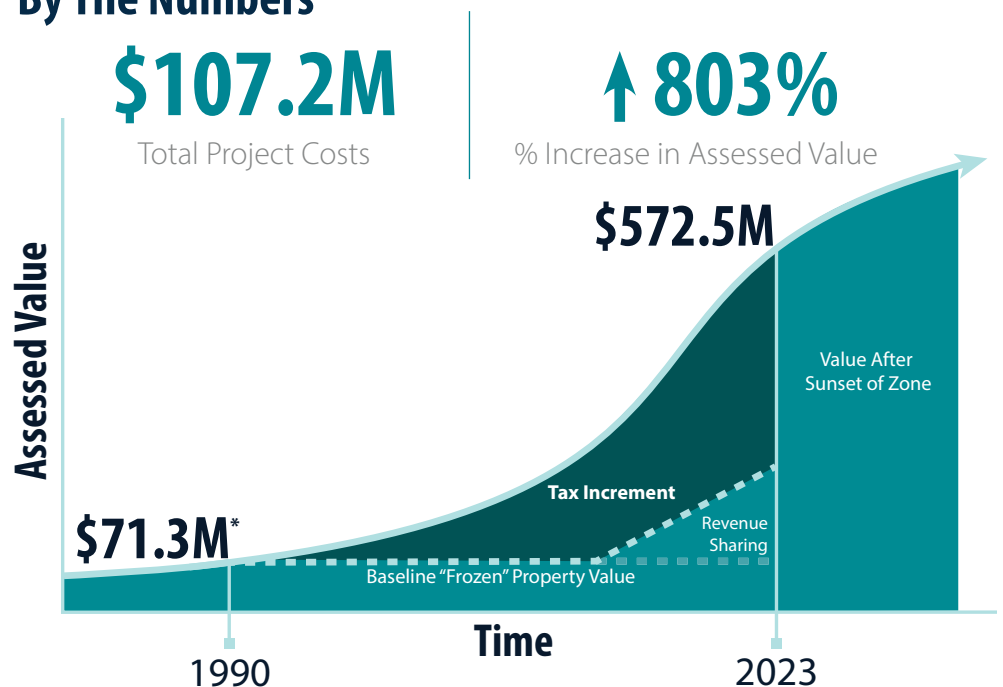 By The Numbers
$107.2M
Total Project Costs
803%
% Increase in Assessed Value
$572.5M
Assessed Value
Value After
Sunset of Zone
Tax Increment
Revenue
Sharing
$71.3M*
Baseline “Frozen” Property Value
Time
1990
2023